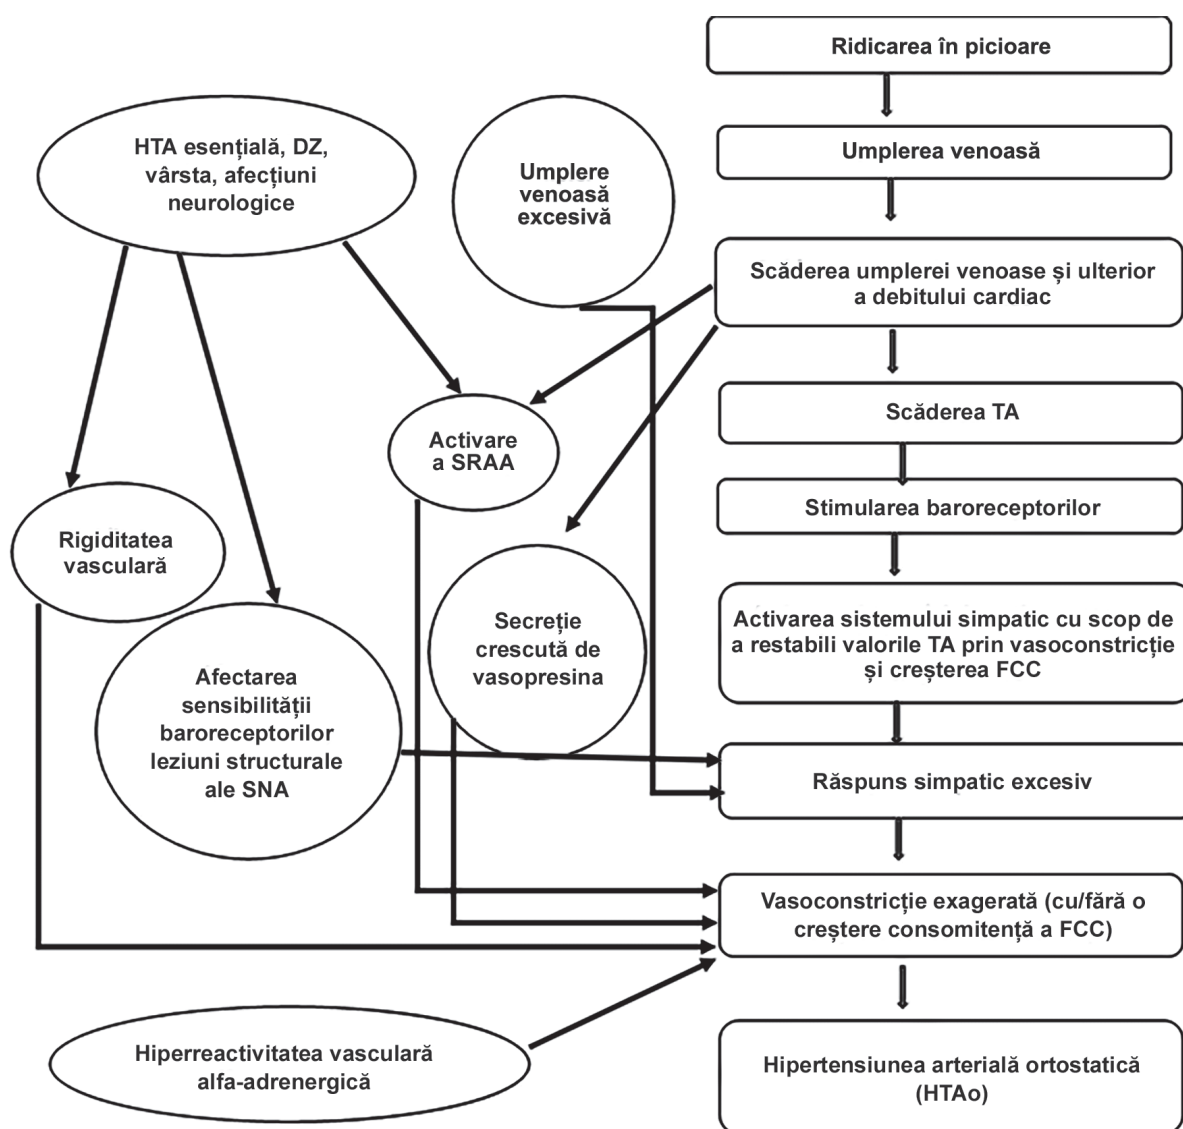 Ridicarea în picioare
HTA esențială, DZ,
vârsta, afecțiuni
neurologice
Umplere
venoasă
excesivă
Umplerea venoasă
Scăderea umplerei venoase și ulterior
a debitului cardiac
Activare
a SRAA
Scăderea TA
Stimularea baroreceptorilor
Rigiditatea
vasculară
Secreție
crescută de
vasopresina
Activarea sistemului simpatic cu scop de
a restabili valorile TA prin vasoconstricție
și creșterea FCC
Afectarea
sensibilității
baroreceptorilor
leziuni structurale
ale SNA
Răspuns simpatic excesiv
Vasoconstricție exagerată (cu/fără o
creștere consomitență a FCC)
Hiperreactivitatea vasculară
alfa-adrenergică
Hipertensiunea arterială ortostatică
(HTAo)